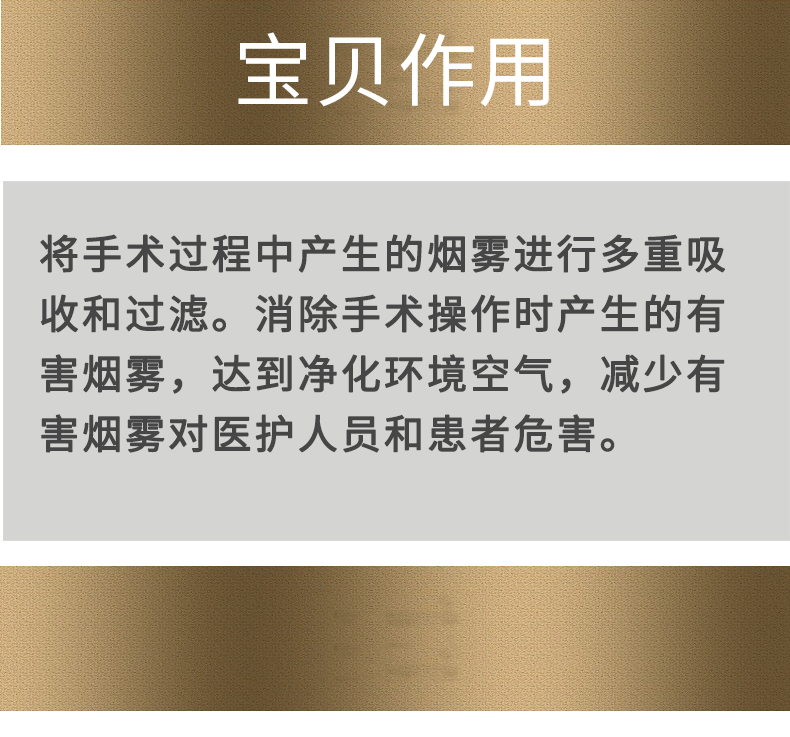 宝贝作用
将手术过程中产生的烟雾进行多重吸
收和过滤。消除手术操作时产生的有
害烟雾，达到净化环境空气，减少有
害烟雾对医护人员和患者危害。